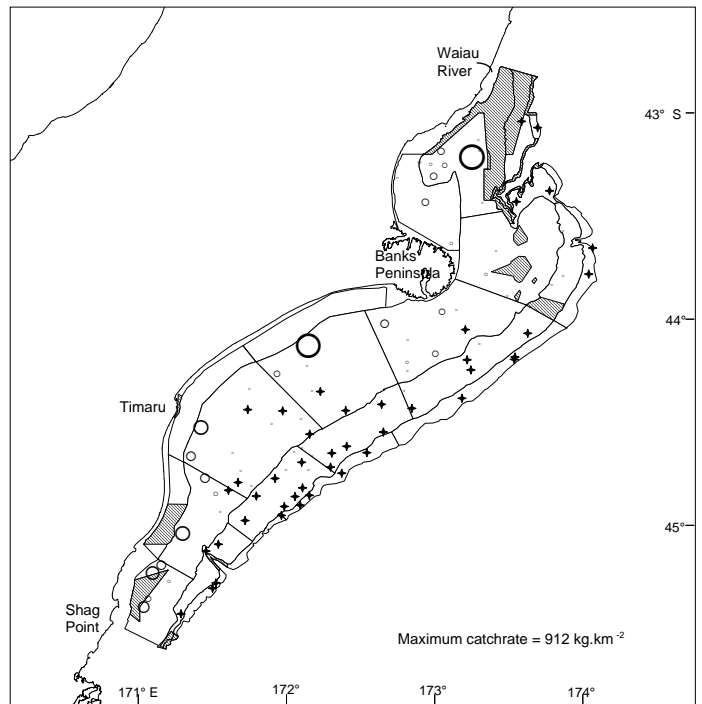 Waiau
River
43° S
Banks
Peninsula
44°
Timaru
45°
Shag
Point
Maximum catchrate = 912 kg.km -2
171° E
172°
173°
174°